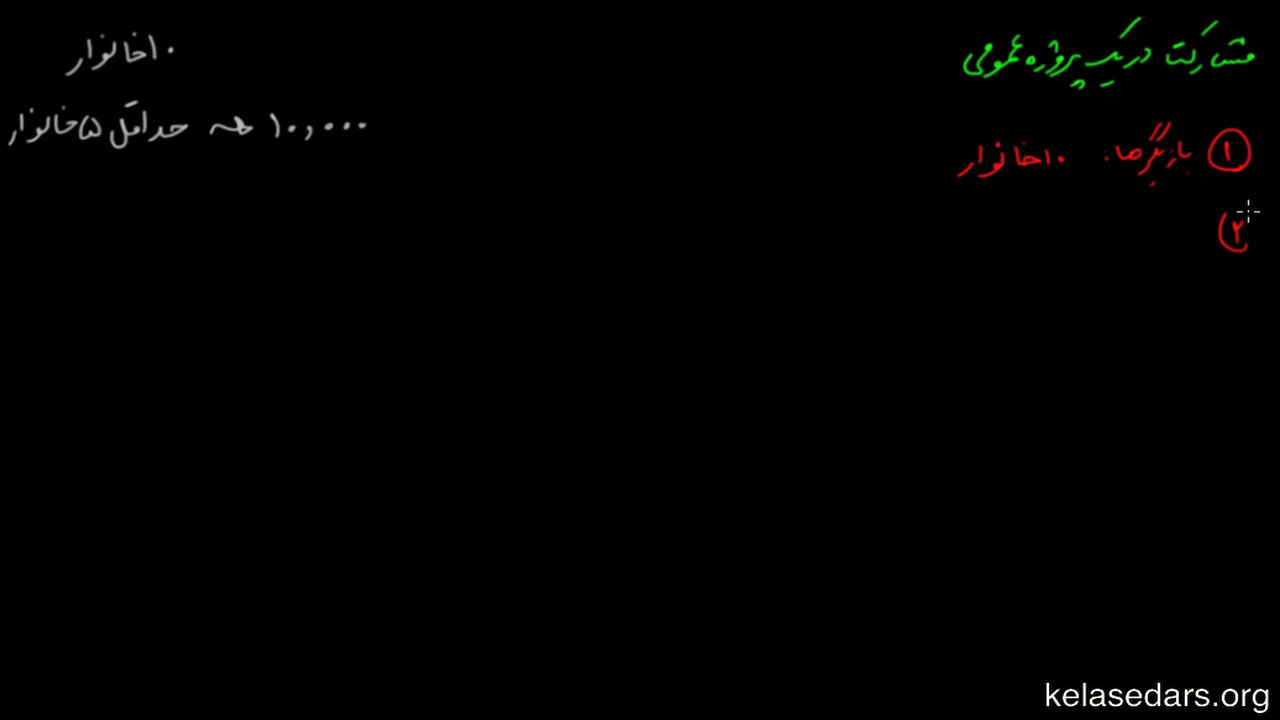 مشارکت در یک پروژه عمومی
۱ بازیگرها: ۱۰ خانوار
۲
۱۰ خانوار
حداقل ۵ خانوار ۱۰,۰۰۰
kelasedars.org